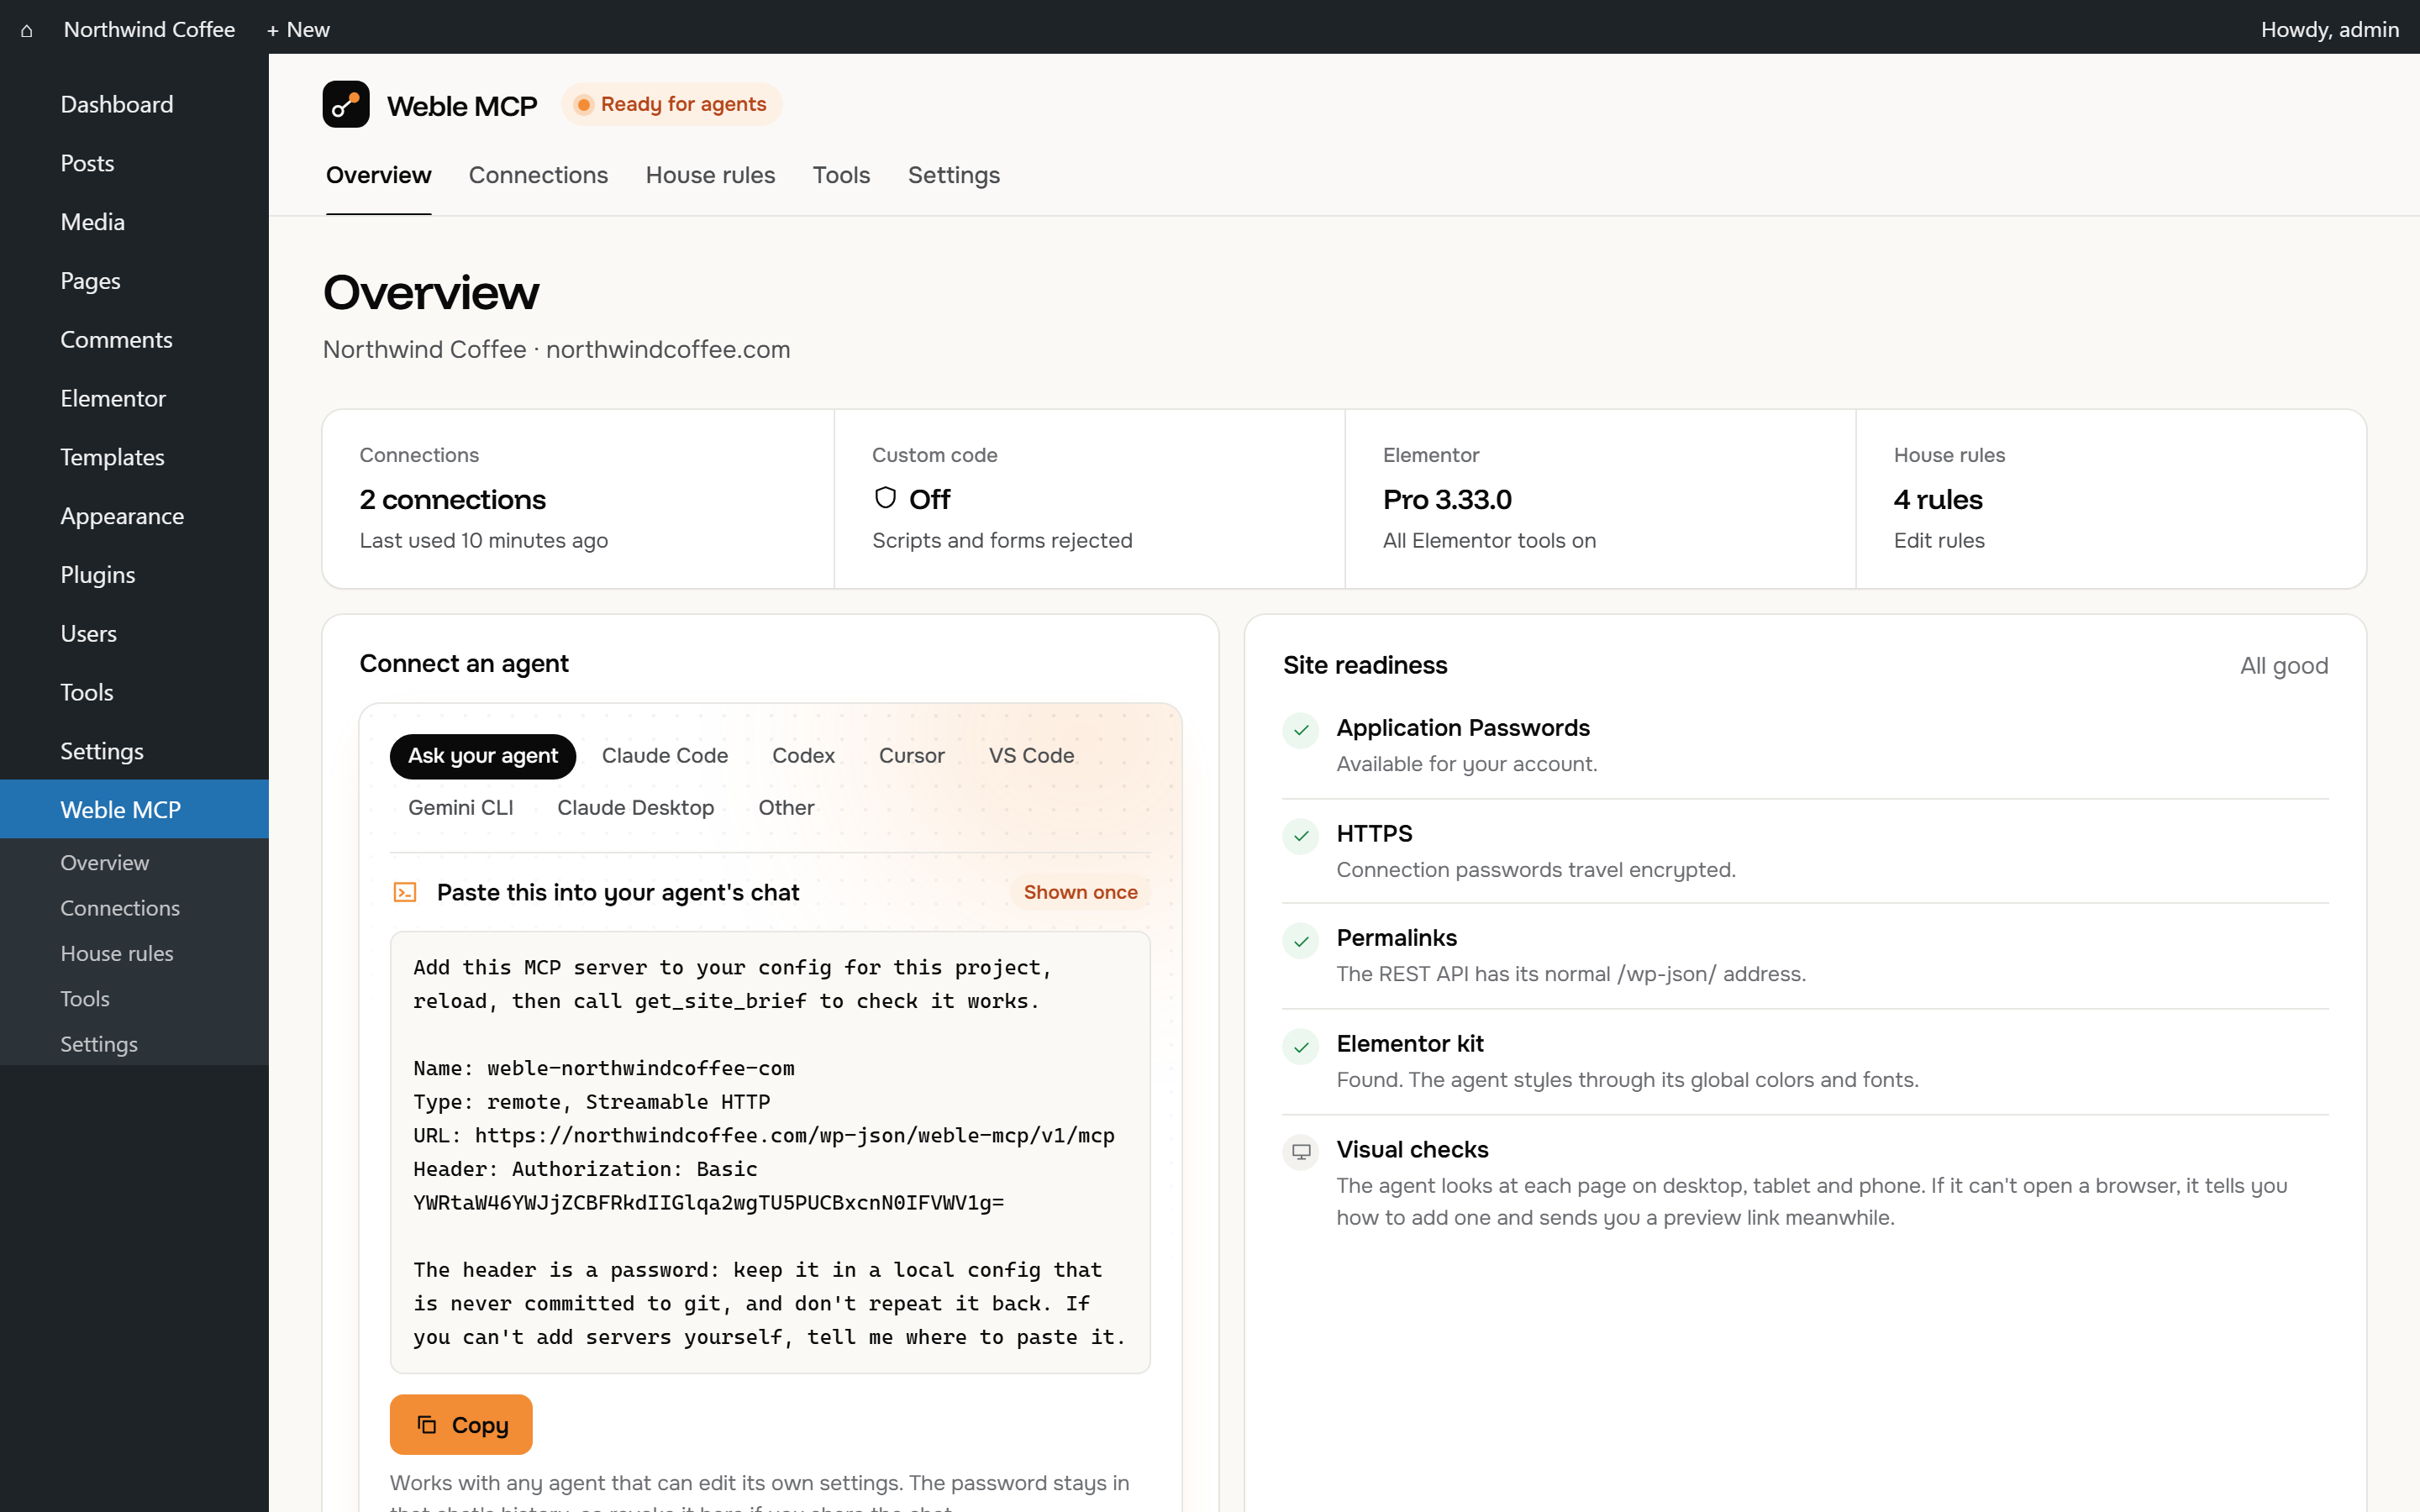 Northwind Coffee
+ New
Howdy, admin
Dashboard
Posts
Media
Pages
Comments
Elementor
Templates
Appearance
Plugins
Users
Tools
Settings
Weble MCP
Overview
Connections
House rules
Tools
Settings
Weble MCP
Ready for agents
Overview
Connections
House rules
Tools
Settings
Overview
Northwind Coffee · northwindcoffee.com
Connections
2 connections
Last used 10 minutes ago
Custom code
Off
Scripts and forms rejected
Elementor
Pro 3.33.0
All Elementor tools on
House rules
4 rules
Edit rules
Connect an agent
Ask your agent
Claude Code
Codex
Cursor
VS Code
Gemini CLI
Claude Desktop
Other
Paste this into your agent's chat
Shown once
Add this MCP server to your config for this project,
reload, then call get_site_brief to check it works.
Name: weble-northwindcoffee-com
Type: remote, Streamable HTTP
URL: https://northwindcoffee.com/wp-json/weble-mcp/v1/mcp
Header: Authorization: Basic
YWRtaW46YWJjZCBFRkdIIGlqa2wgTU5PUCBxcnN0IFVWV1g=
The header is a password: keep it in a local config that
is never committed to git, and don't repeat it back. If
you can't add servers yourself, tell me where to paste it.
Copy
Works with any agent that can edit its own settings. The password stays in
Site readiness
All good
Application Passwords
Available for your account.
HTTPS
Connection passwords travel encrypted.
Permalinks
The REST API has its normal /wp-json/ address.
Elementor kit
Found. The agent styles through its global colors and fonts.
Visual checks
The agent looks at each page on desktop, tablet and phone. If it can't open a browser, it tells you
how to add one and sends you a preview link meanwhile.